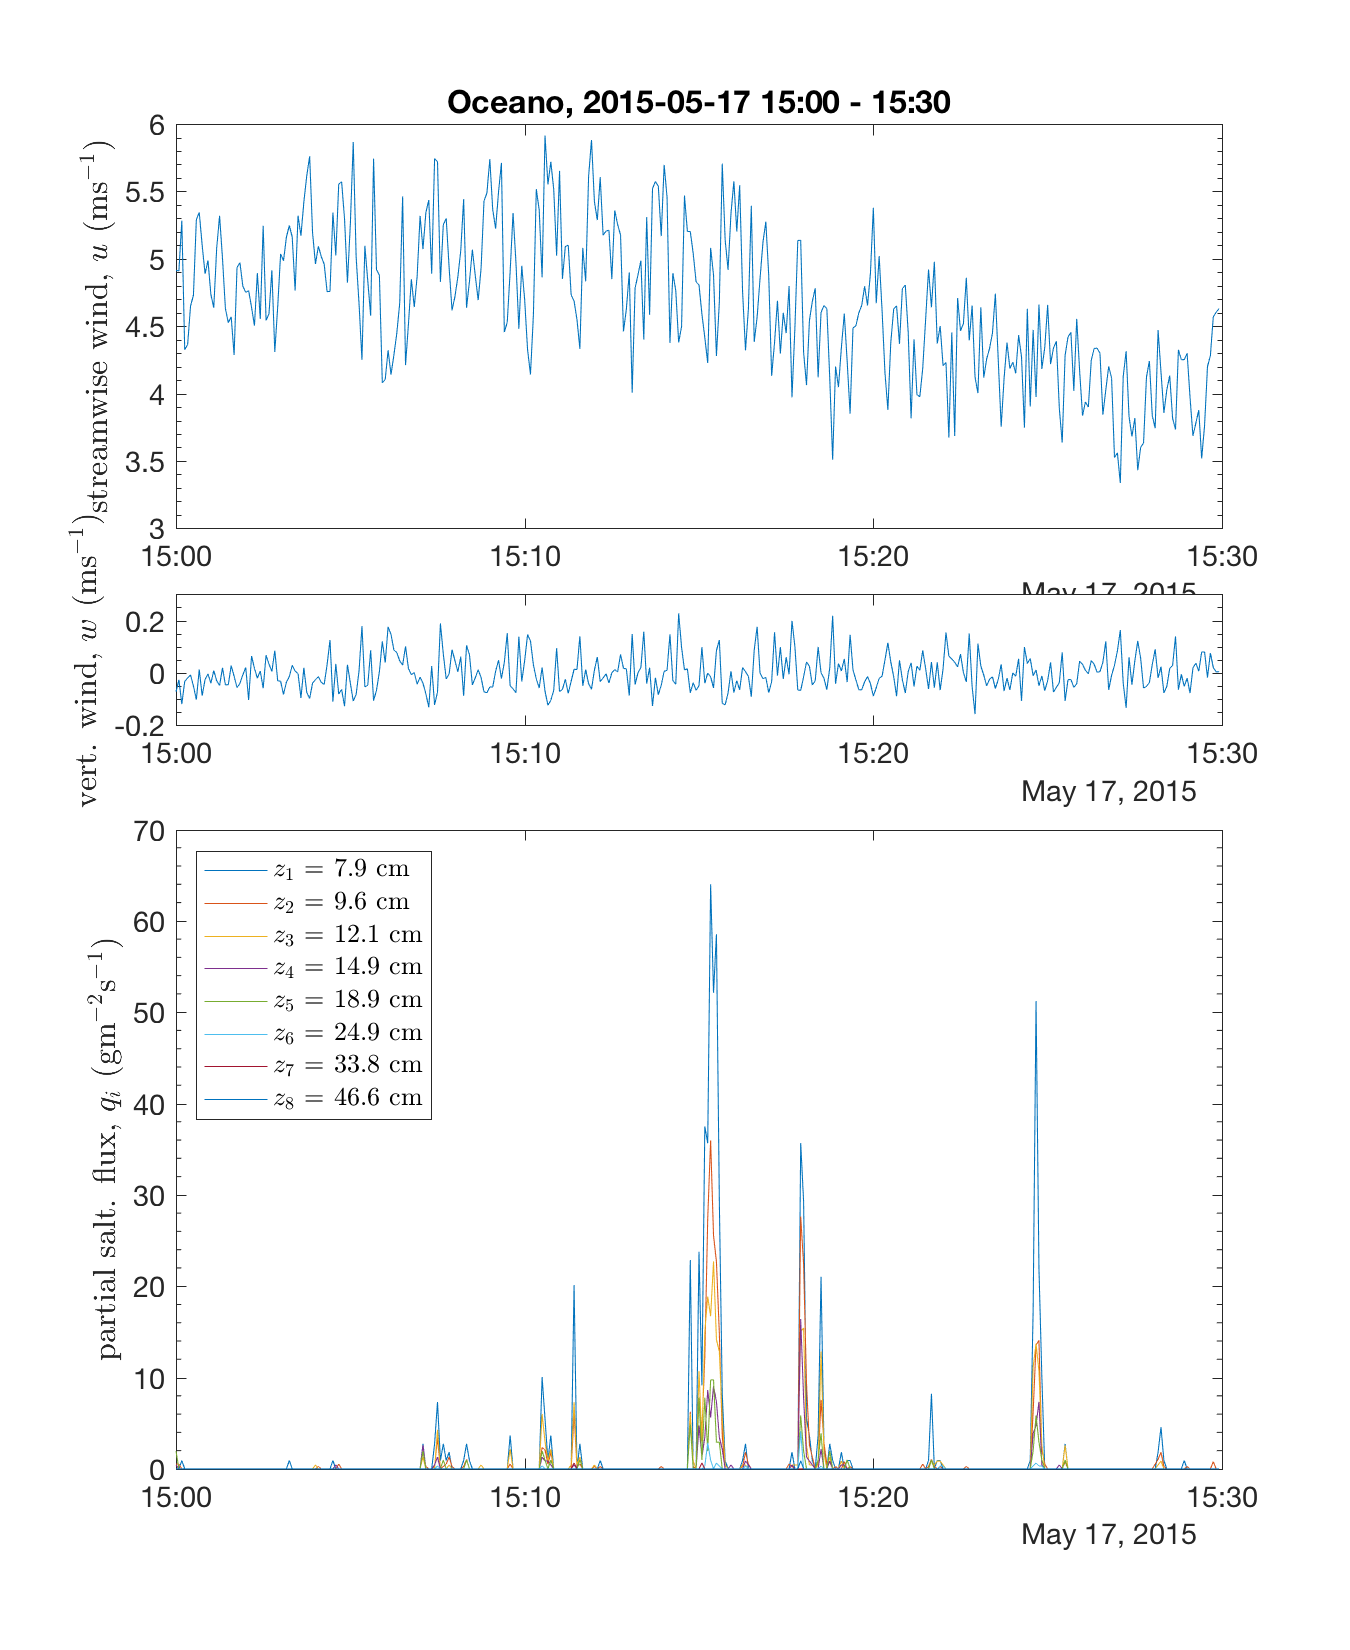 Oceano, 2015-05-17 15:00 - 15:30
streamwise wind, u (ms⁻¹)
6
5.5
5
4.5
4
3.5
3
15:00 15:10 15:20 15:30
May 17, 2015
vert. wind, w (ms⁻¹)
0.2
0
-0.2
15:00 15:10 15:20 15:30
May 17, 2015
partial salt. flux, qᵢ (gm⁻²s⁻¹)
70
60
50
40
30
20
10
0
z₁ = 7.9 cm
z₂ = 9.6 cm
z₃ = 12.1 cm
z₄ = 14.9 cm
z₅ = 18.9 cm
z₆ = 24.9 cm
z₇ = 33.8 cm
z₈ = 46.6 cm
15:00 15:10 15:20 15:30
May 17, 2015